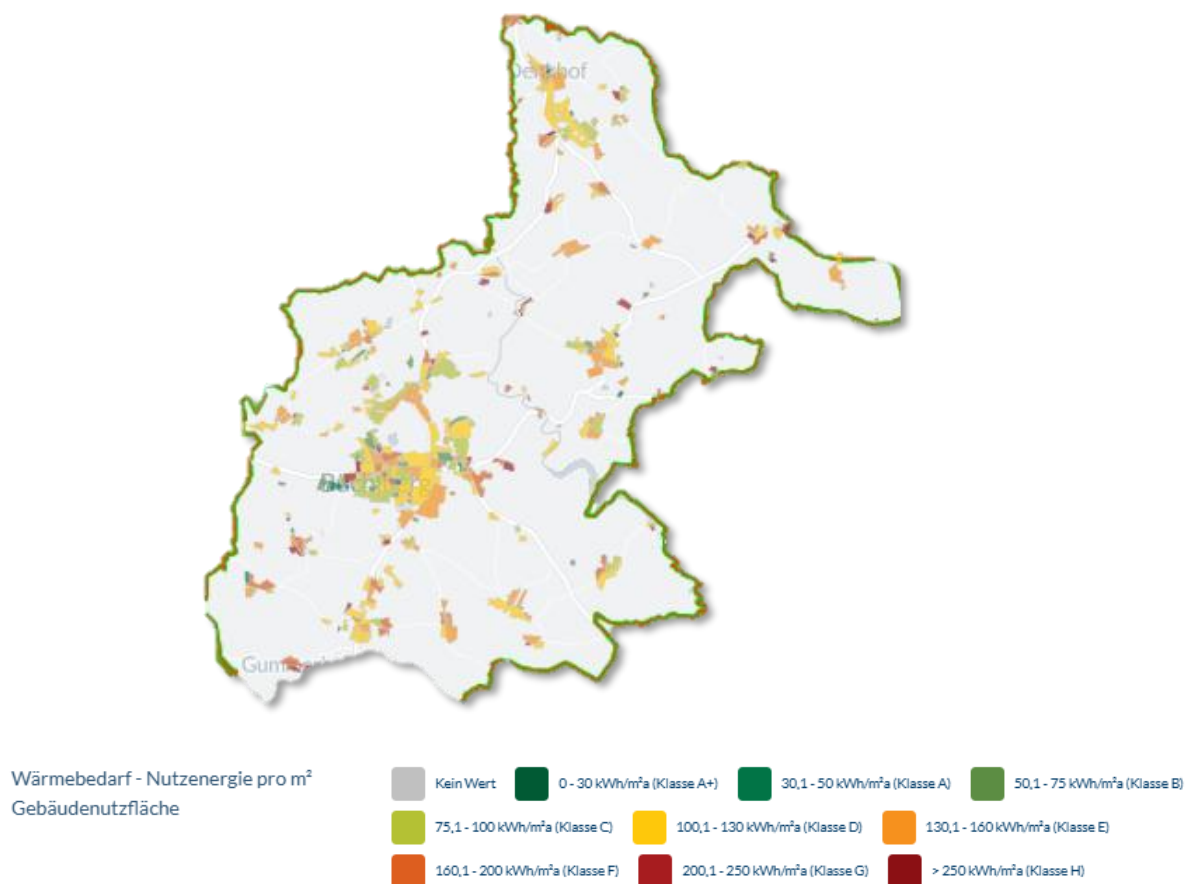 Wärmebedarf - Nutzenergie pro m²
Gebäudenutzfläche
Kein Wert
0 - 30 kWh/m²a (Klasse A+)
30,1 - 50 kWh/m²a (Klasse A)
50,1 - 75 kWh/m²a (Klasse B)
75,1 - 100 kWh/m²a (Klasse C)
100,1 - 130 kWh/m²a (Klasse D)
130,1 - 160 kWh/m²a (Klasse E)
160,1 - 200 kWh/m²a (Klasse F)
200,1 - 250 kWh/m²a (Klasse G)
> 250 kWh/m²a (Klasse H)